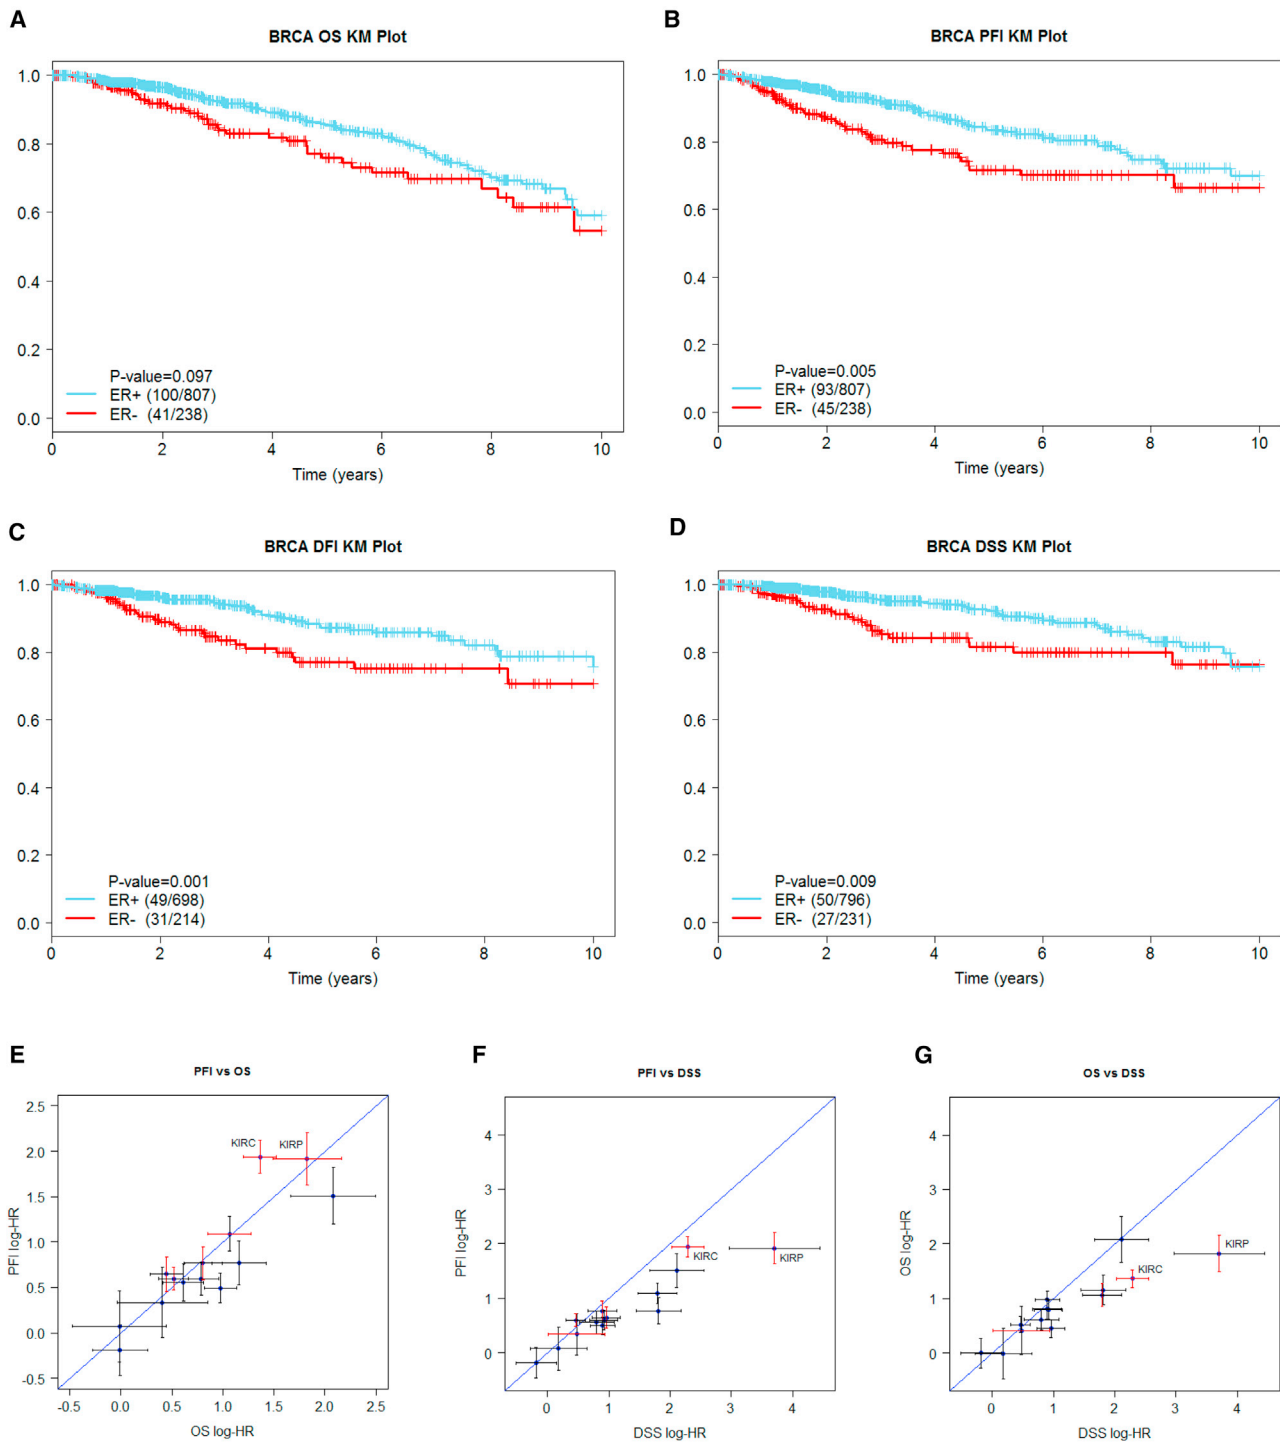 A
BRCA OS KM Plot
1.0
0.8
0.6
0.4
0.2
0.0
P-value=0.097
ER+ (100/807)
ER- (41/238)
0 2 4 6 8 10
Time (years)
B
BRCA PFI KM Plot
1.0
0.8
0.6
0.4
0.2
0.0
P-value=0.005
ER+ (93/807)
ER- (45/238)
0 2 4 6 8 10
Time (years)
C
BRCA DFI KM Plot
1.0
0.8
0.6
0.4
0.2
0.0
P-value=0.001
ER+ (49/698)
ER- (31/214)
0 2 4 6 8 10
Time (years)
D
BRCA DSS KM Plot
1.0
0.8
0.6
0.4
0.2
0.0
P-value=0.009
ER+ (50/796)
ER- (27/231)
0 2 4 6 8 10
Time (years)
E
PFI vs OS
PFI log-HR
2.5
2.0
1.5
1.0
0.5
0.0
-0.5
KIRC KIRP
-0.5 0.0 0.5 1.0 1.5 2.0 2.5
OS log-HR
F
PFI vs DSS
PFI log-HR
4
3
2
1
0
KIRC
KIRP
0 1 2 3 4
DSS log-HR
G
OS vs DSS
OS log-HR
4
3
2
1
0
KIRP
KIRC
0 1 2 3 4
DSS log-HR